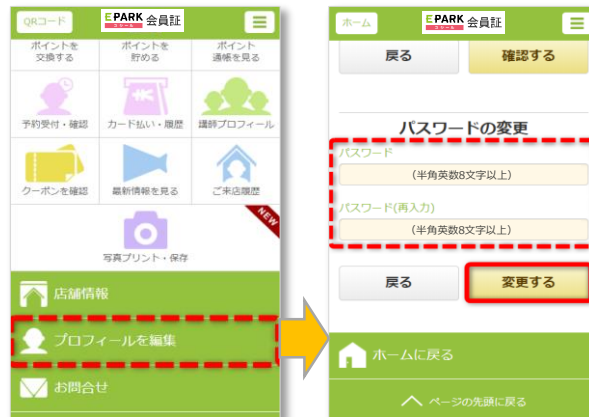 QRコード
EPARK 会員証
ポイントを
交換する
ポイントを
貯める
ポイント
通帳を見る
予約受付・確認
カード払い・履歴
講師プロフィール
クーポンを確認
最新情報を見る
ご来店履歴
NEW
写真プリント・保存
店舗情報
プロフィールを編集
お問合せ
ホーム
EPARK 会員証
戻る
確認する
パスワードの変更
パスワード
(半角英数8文字以上)
パスワード(再入力)
(半角英数8文字以上)
戻る
変更する
ホームに戻る
ページの先頭に戻る